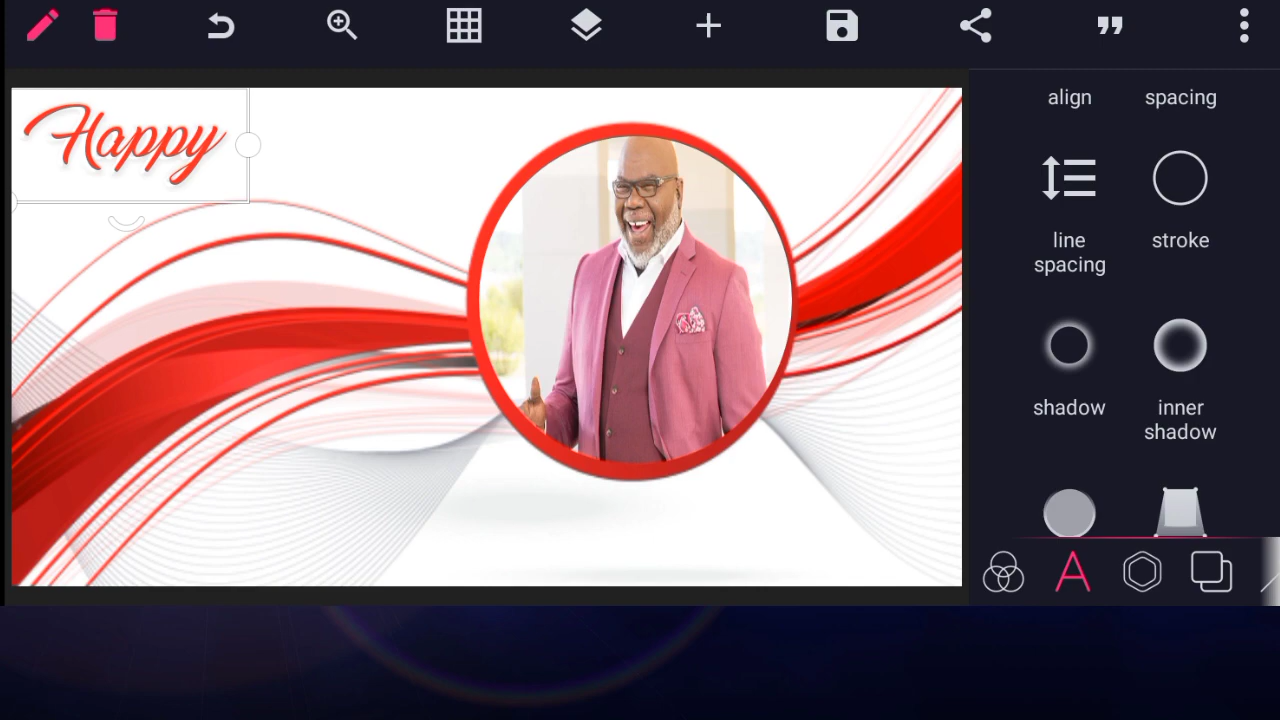 Happy
align
spacing
line
spacing
stroke
shadow
inner
shadow